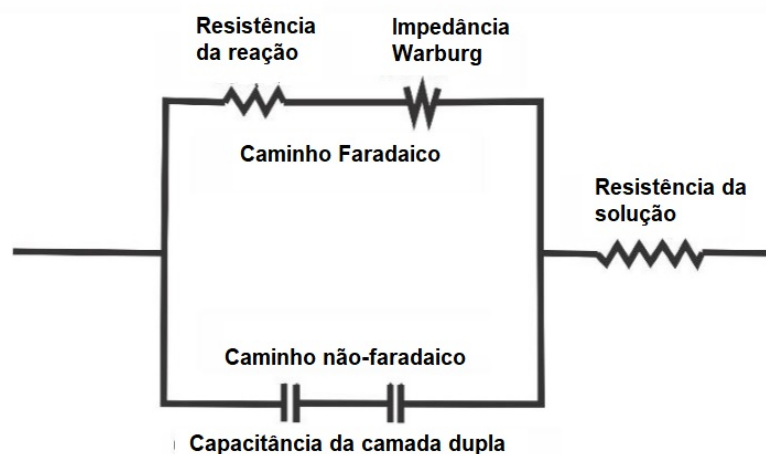 Resistência
da reação
Impedância
Warburg
Caminho Faradaico
Resistência da
solução
Caminho não-faradaico
Capacitância da camada dupla